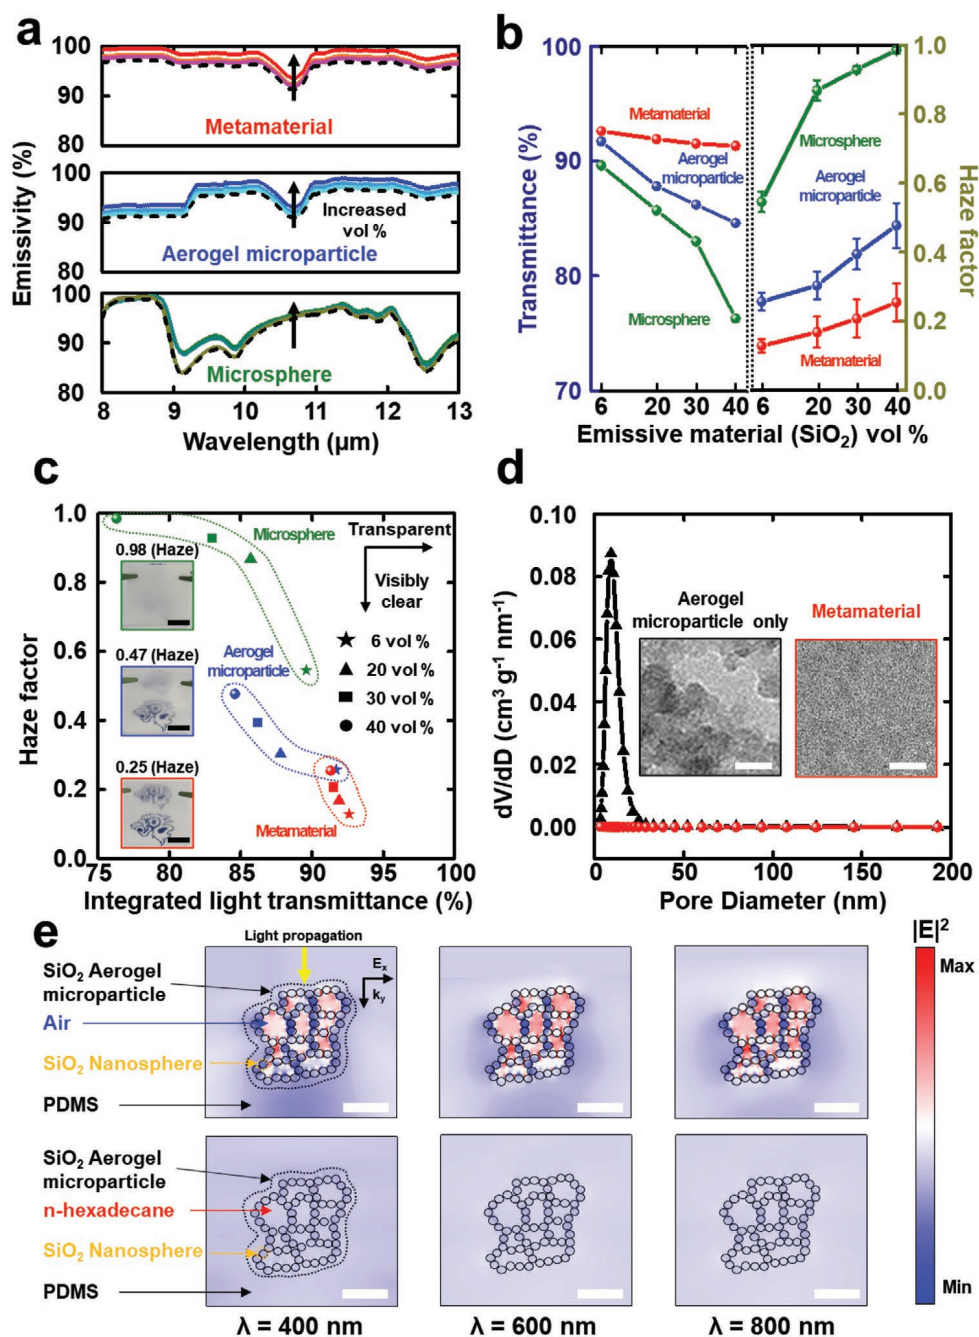 a
100
90
80
Metamaterial
100
90
80
Increased
vol %
Aerogel microparticle
100
90
80
Microsphere
8 9 10 11 12 13
Emissivity (%)
Wavelength (µm)
b
100
90
80
70
Transmittance (%)
Metamaterial
Aerogel
microparticle
Microsphere
Microsphere
Aerogel
microparticle
Metamaterial
1.0
0.8
0.6
0.4
0.2
0.0
Haze factor
6 20 30 40 6 20 30 40
Emissive material (SiO₂) vol %
c
1.0
0.8
0.6
0.4
0.2
0.0
Haze factor
Microsphere
Transparent
Visibly
clear
0.98 (Haze)
6 vol %
20 vol %
30 vol %
40 vol %
Aerogel
microparticle
0.47 (Haze)
0.25 (Haze)
Metamaterial
75 80 85 90 95 100
Integrated light transmittance (%)
d
0.10
0.08
0.06
0.04
0.02
0.00
dV/dD (cm³ g⁻¹ nm⁻¹)
Aerogel
microparticle only
Metamaterial
0 50 100 150 200
Pore Diameter (nm)
e
Light propagation
Eₓ
kᵧ
SiO₂ Aerogel
microparticle
Air
SiO₂ Nanosphere
PDMS
SiO₂ Aerogel
microparticle
n-hexadecane
SiO₂ Nanosphere
PDMS
λ = 400 nm
λ = 600 nm
λ = 800 nm
|E|²
Max
Min